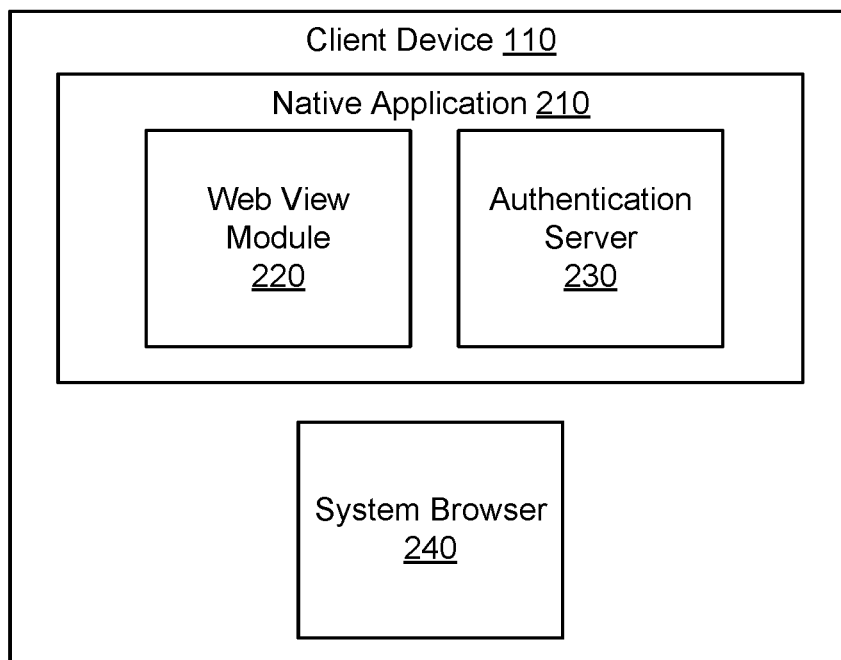 Client Device 110
Native Application 210
Web View
Module
220
Authentication
Server
230
System Browser
240